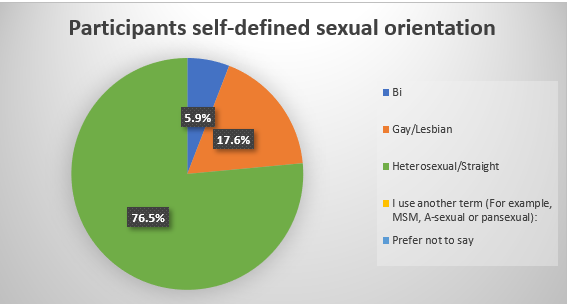 Participants self-defined sexual orientation
5.9%
17.6%
76.5%
Bi
Gay/Lesbian
Heterosexual/Straight
I use another term (For example,
MSM, A-sexual or pansexual):
Prefer not to say